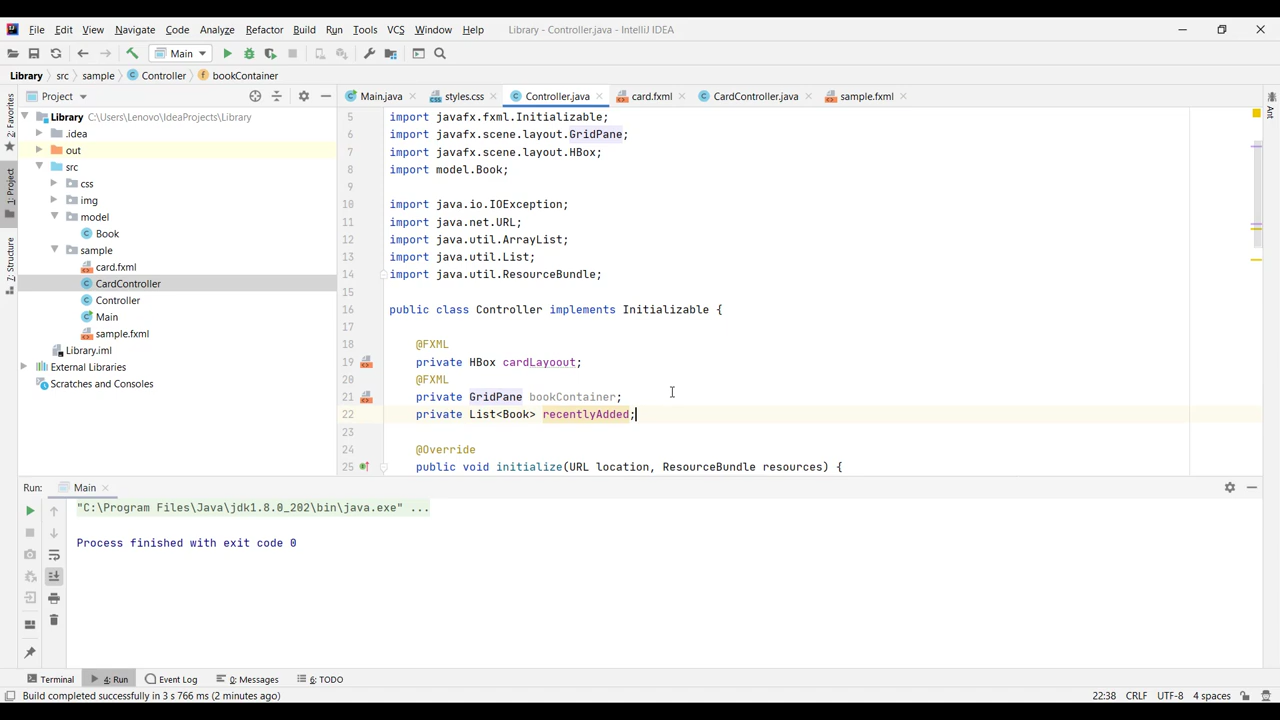 File Edit View Navigate Code Analyze Refactor Build Run Tools VCS Window Help Library - Controller.java - IntelliJ IDEA
Main
Library src sample Controller bookContainer
Project
Main.java styles.css Controller.java card.fxml CardController.java sample.fxml
2: Favorites
1: Project
7: Structure
Ant
Library C:\Users\Lenovo\IdeaProjects\Library
.idea
out
src
css
img
model
Book
sample
card.fxml
CardController
Controller
Main
sample.fxml
Library.iml
External Libraries
Scratches and Consoles
5 import javafx.fxml.Initializable;
6 import javafx.scene.layout.GridPane;
7 import javafx.scene.layout.HBox;
8 import model.Book;
9
10 import java.io.IOException;
11 import java.net.URL;
12 import java.util.ArrayList;
13 import java.util.List;
14 import java.util.ResourceBundle;
15
16 public class Controller implements Initializable {
17
18 @FXML
19 private HBox cardLayoout;
20 @FXML
21 private GridPane bookContainer;
22 private List<Book> recentlyAdded;
23
24 @Override
25 public void initialize(URL location, ResourceBundle resources) {
Run: Main
"C:\Program Files\Java\jdk1.8.0_202\bin\java.exe" ...
Process finished with exit code 0
Terminal 4: Run Event Log 0: Messages 6: TODO
Build completed successfully in 3 s 766 ms (2 minutes ago) 22:38 CRLF UTF-8 4 spaces